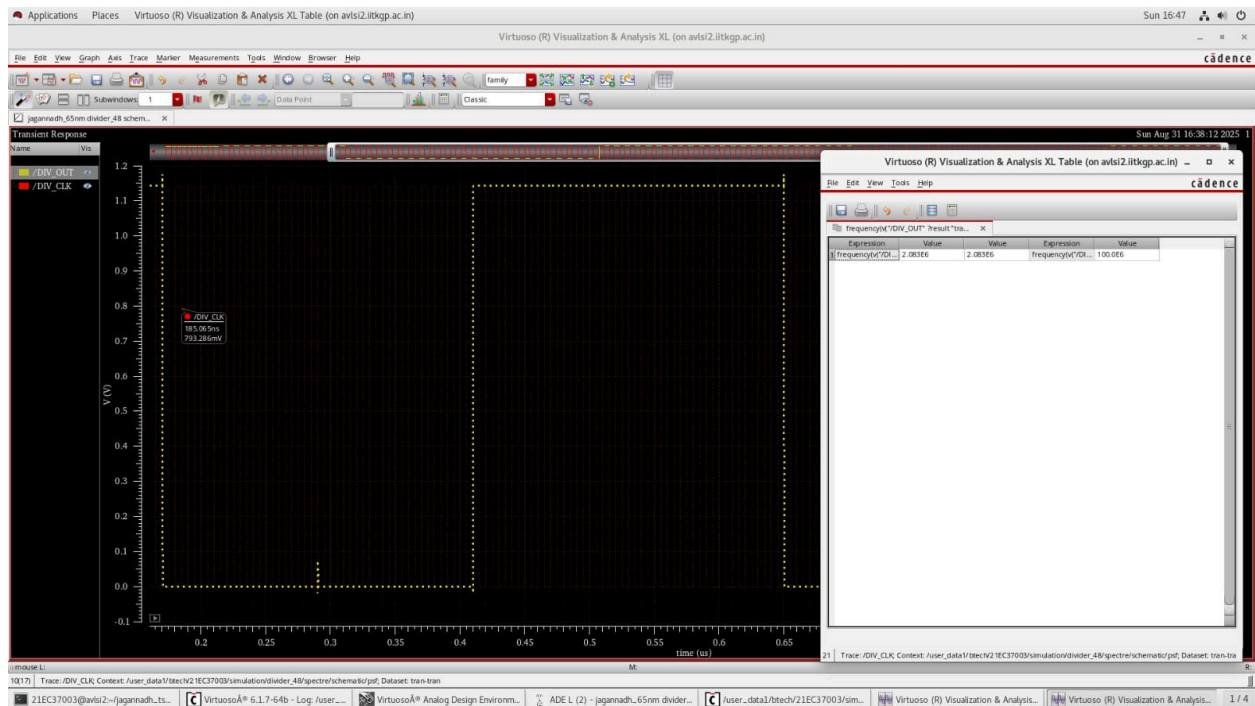 Applications Places Virtuoso (R) Visualization & Analysis XL Table (on avlsi2.iitkgp.ac.in) Sun 16:47
Virtuoso (R) Visualization & Analysis XL (on avlsi2.iitkgp.ac.in)
File Edit View Graph Axis Trace Marker Measurements Tools Window Browser Help cādence
family
Subwindows: 1 Data Point Classic
jagannadh_65nm divider_48 schem...
Transient Response Sun Aug 31 16:38:12 2025 1
Name Vis
/DIV_OUT
/DIV_CLK
1.2
1.1
1.0
0.9
0.8
0.7
0.6
0.5
0.4
0.3
0.2
0.1
0.0
-0.1
V (V)
/DIV_CLK
185.065ns
793.286mV
0.2 0.25 0.3 0.35 0.4 0.45 0.5 0.55 0.6 0.65
time (us)
Virtuoso (R) Visualization & Analysis XL Table (on avlsi2.iitkgp.ac.in)
File Edit View Tools Help cādence
frequency(v("/DIV_OUT" ?result "tra...
Expression Value Value Expression Value
1 frequency(v("/DI... 2.083E6 2.083E6 frequency(v("/DI... 100.0E6
21 Trace: /DIV_CLK; Context: /user_data1/btech/21EC37003/simulation/divider_48/spectre/schematic/psf; Dataset: tran-tra
mouse L: M: R:
10(17) Trace: /DIV_CLK; Context: /user_data1/btech/21EC37003/simulation/divider_48/spectre/schematic/psf; Dataset: tran-tran
21EC37003@avlsi2:~/jagannadh_ts... VirtuosoÂ® 6.1.7-64b - Log: /user_... VirtuosoÂ® Analog Design Environm... ADE L (2) - jagannadh_65nm divider... /user_data1/btech/21EC37003/sim... Virtuoso (R) Visualization & Analysis... Virtuoso (R) Visualization & Analysis... 1 / 4